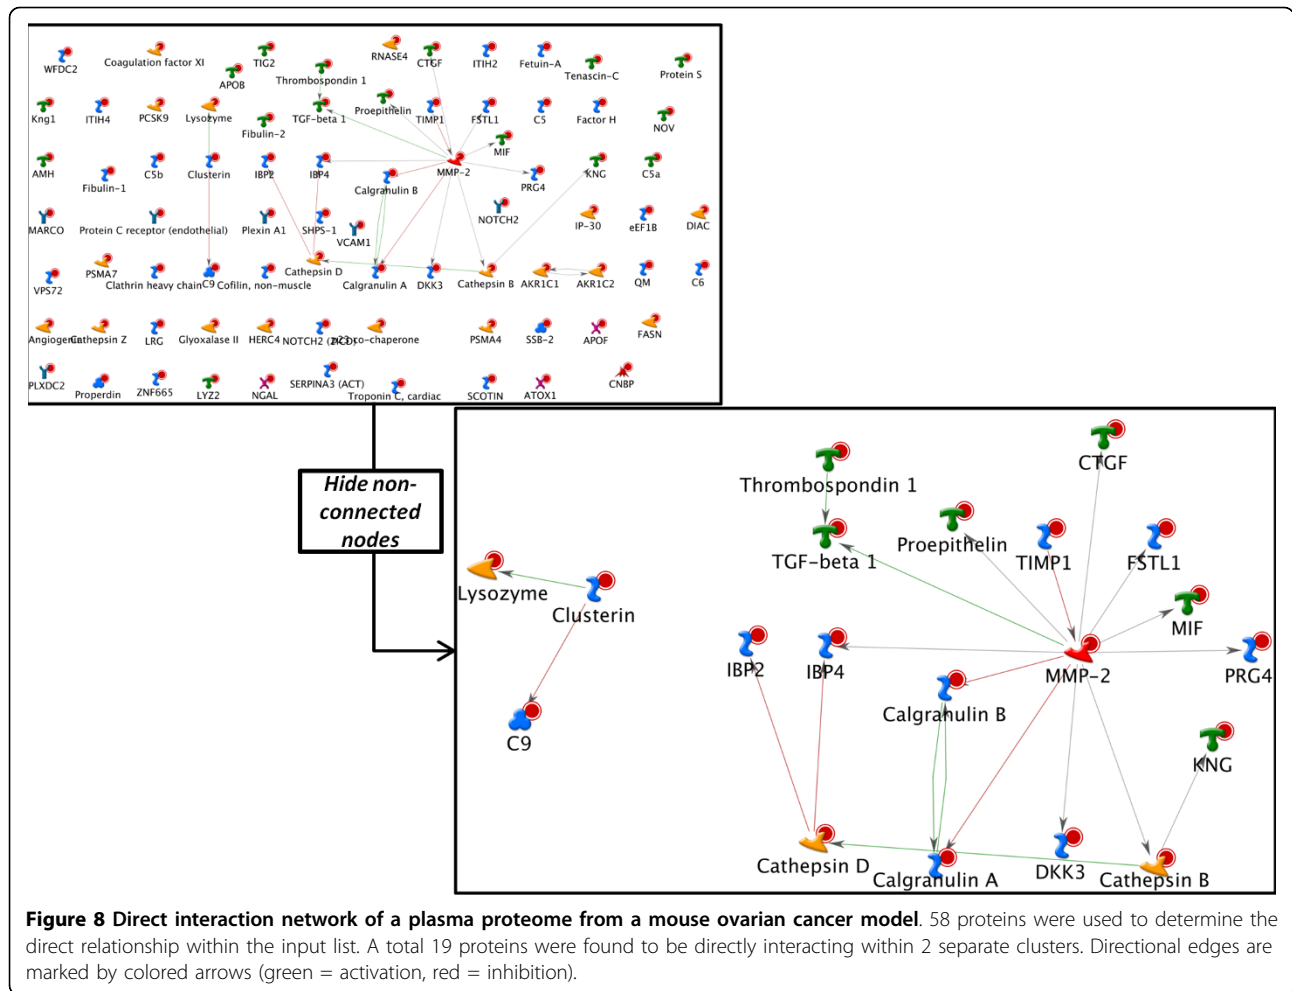 WFDC2
Coagulation factor XI
TIG2
APOB
Thrombospondin 1
RNASE4
CTGF
ITIH2
Fetuin-A
Tenascin-C
Protein S
Kng1
ITIH4
PCSK9
Lysozyme
Fibulin-2
TGF-beta 1
Proepithelin
TIMP1
FSTL1
C5
Factor H
NOV
MIF
AMH
Fibulin-1
C5b
Clusterin
IBP2
IBP4
Calgranulin B
MMP-2
PRG4
KNG
C5a
MARCO
Protein C receptor (endothelial)
Plexin A1
SHPS-1
VCAM1
NOTCH2
IP-30
eEF1B
DIAC
VPS72
PSMA7
Clathrin heavy chain
C9
Cofilin, non-muscle
Cathepsin D
Calgranulin A
DKK3
Cathepsin B
AKR1C1
AKR1C2
QM
C6
Cathepsin Z
LRG
Glyoxalase II
HERC4
NOTCH2
co-chaperone
PSMA4
SSB-2
APOF
FASN
PLXDC2
Properdin
ZNF665
LYZ2
NGAL
SERPINA3 (ACT)
Troponin C, cardiac
SCOTIN
ATOX1
CNBP
Hide non-
connected
nodes
CTGF
Thrombospondin 1
TGF-beta 1
Proepithelin
TIMP1
FSTL1
Lysozyme
Clusterin
MIF
IBP2
IBP4
MMP-2
PRG4
Calgranulin B
C9
KNG
Cathepsin D
Calgranulin A
DKK3
Cathepsin B
Figure 8 Direct interaction network of a plasma proteome from a mouse ovarian cancer model. 58 proteins were used to determine the
direct relationship within the input list. A total 19 proteins were found to be directly interacting within 2 separate clusters. Directional edges are
marked by colored arrows (green = activation, red = inhibition).